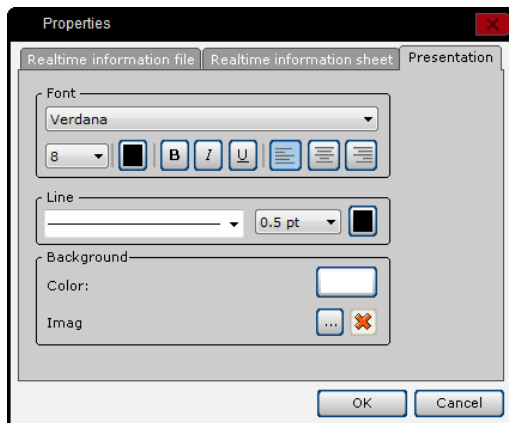 Properties
Realtime information file Realtime information sheet Presentation
Font
Verdana
8 B I U
Line
0.5 pt
Background
Color:
Imag ...
OK Cancel